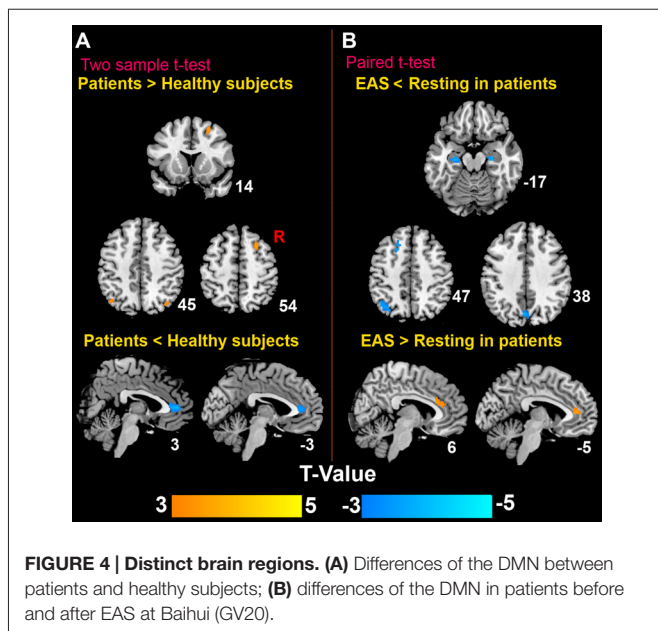 A
Two sample t-test
Patients > Healthy subjects
14
R
45
54
Patients < Healthy subjects
3
-3
B
Paired t-test
EAS < Resting in patients
-17
47
38
EAS > Resting in patients
6
-5
T-Value
3
5
-3
-5
FIGURE 4 | Distinct brain regions. (A) Differences of the DMN between
patients and healthy subjects; (B) differences of the DMN in patients before
and after EAS at Baihui (GV20).